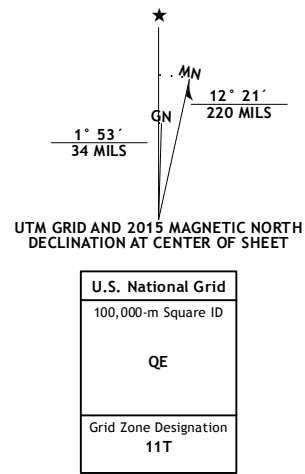 ★
MN
GN
12° 21´
220 MILS
1° 53´
34 MILS
UTM GRID AND 2015 MAGNETIC NORTH
DECLINATION AT CENTER OF SHEET
U.S. National Grid
100,000-m Square ID
QE
Grid Zone Designation
11T